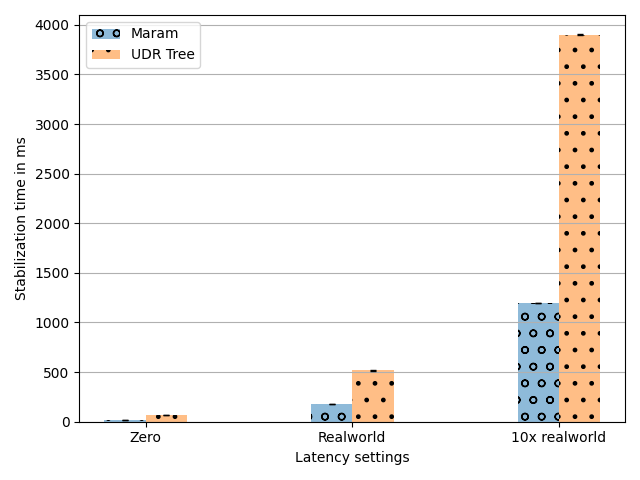 Maram
UDR Tree
4000
3500
3000
2500
2000
1500
1000
500
0
Stabilization time in ms
Zero
Realworld
10x realworld
Latency settings